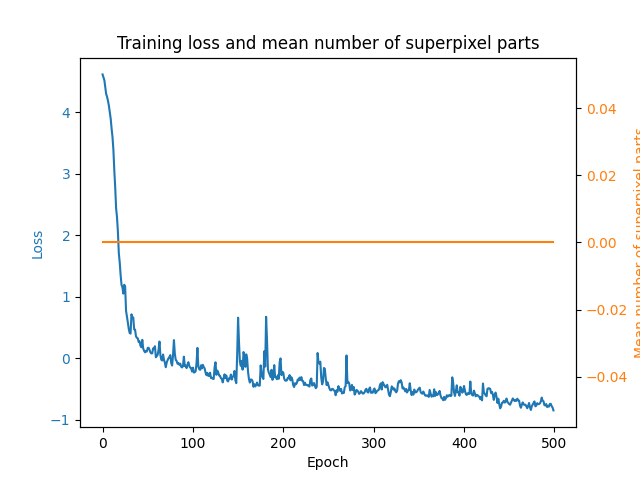 Training loss and mean number of superpixel parts
Loss
4
3
2
1
0
−1
0.04
0.02
0.00
−0.02
−0.04
Mean number of superpixel parts
0 100 200 300 400 500
Epoch